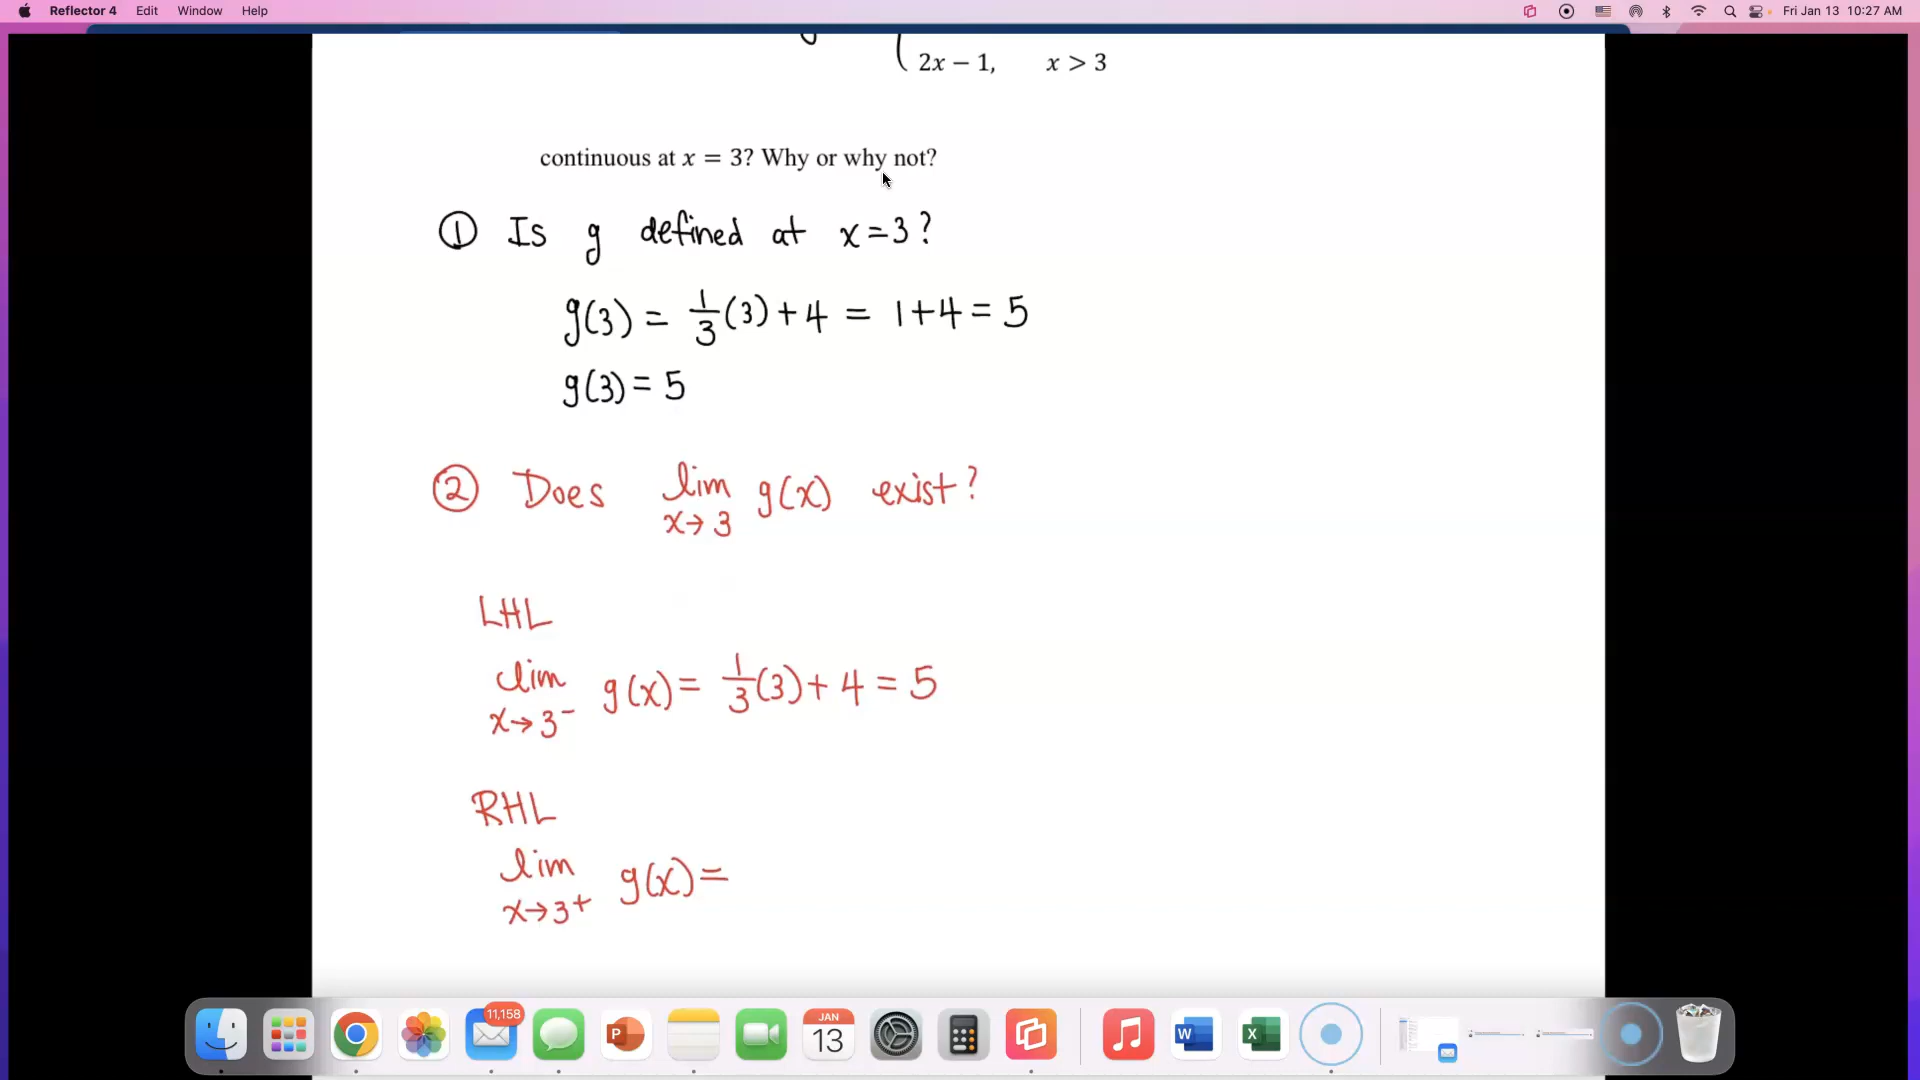 Reflector 4 Edit Window Help Fri Jan 13 10:27 AM
2x − 1, x > 3
continuous at x = 3? Why or why not?
① Is g defined at x=3?
g(3) = 1/3(3)+4 = 1+4 = 5
g(3) = 5
② Does lim x→3 g(x) exist?
LHL
lim x→3⁻ g(x) = 1/3(3)+4 = 5
RHL
lim x→3⁺ g(x) =
11,158
JAN
13
P
W
X